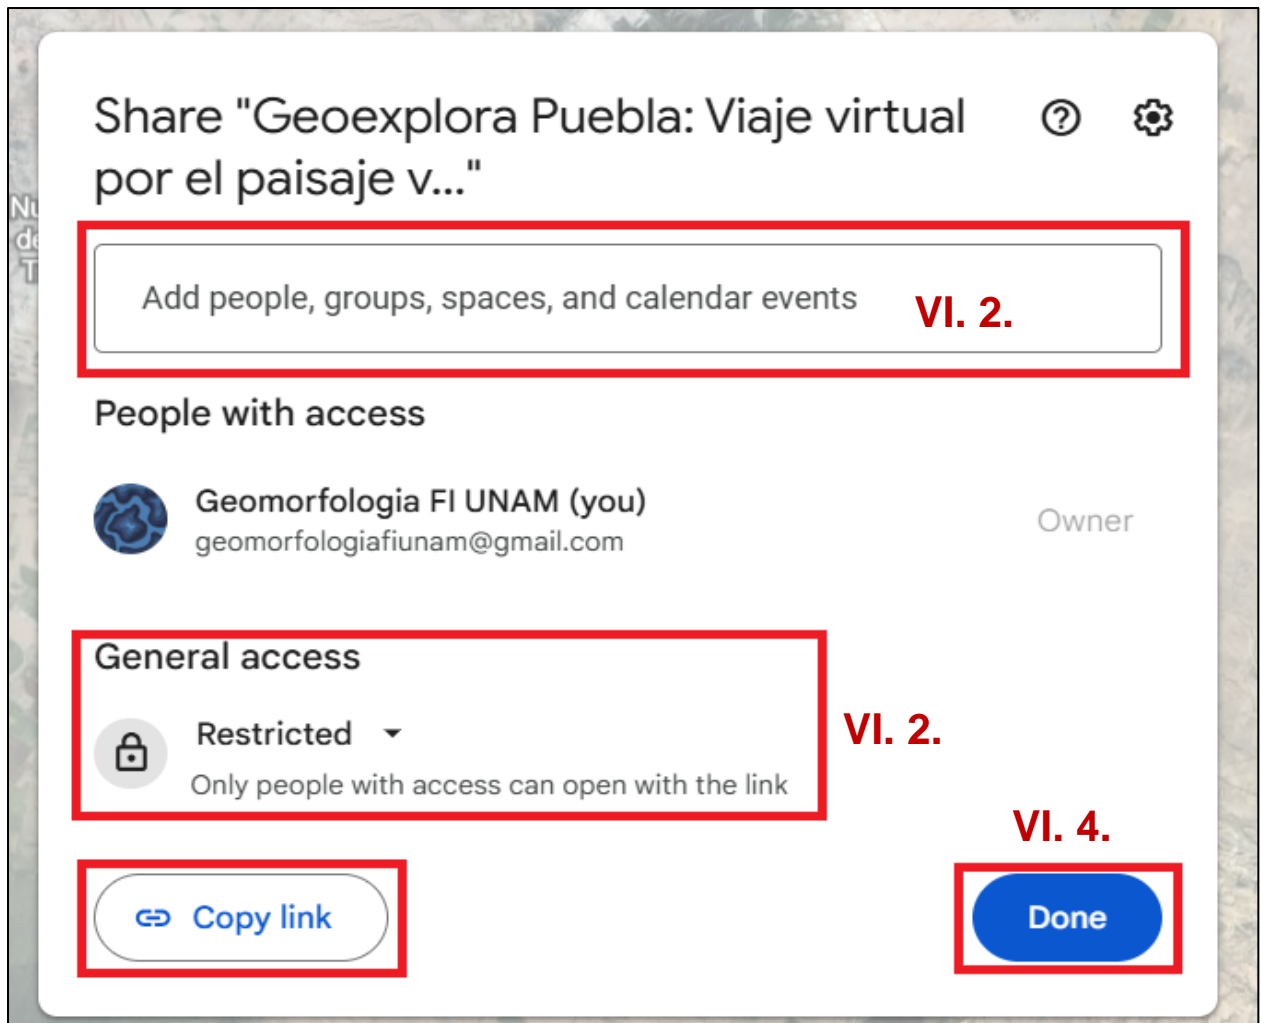 Share "Geoexplora Puebla: Viaje virtual
por el paisaje v..."
Nu
de
T
Add people, groups, spaces, and calendar events
VI. 2.
People with access
Geomorfologia FI UNAM (you)
geomorfologiafiunam@gmail.com
Owner
General access
Restricted
Only people with access can open with the link
VI. 2.
VI. 4.
Copy link
Done